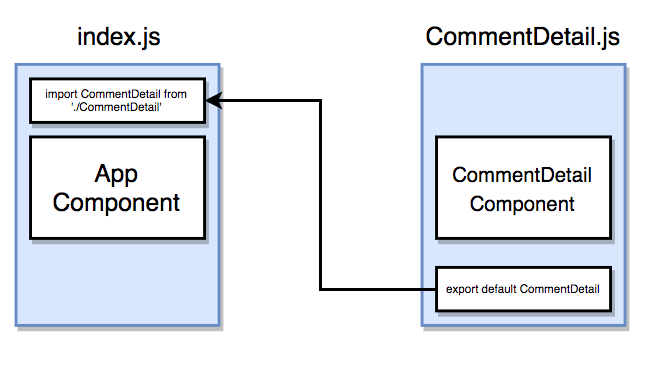 index.js
import CommentDetail from
'./CommentDetail'
App
Component
CommentDetail.js
CommentDetail
Component
export default CommentDetail